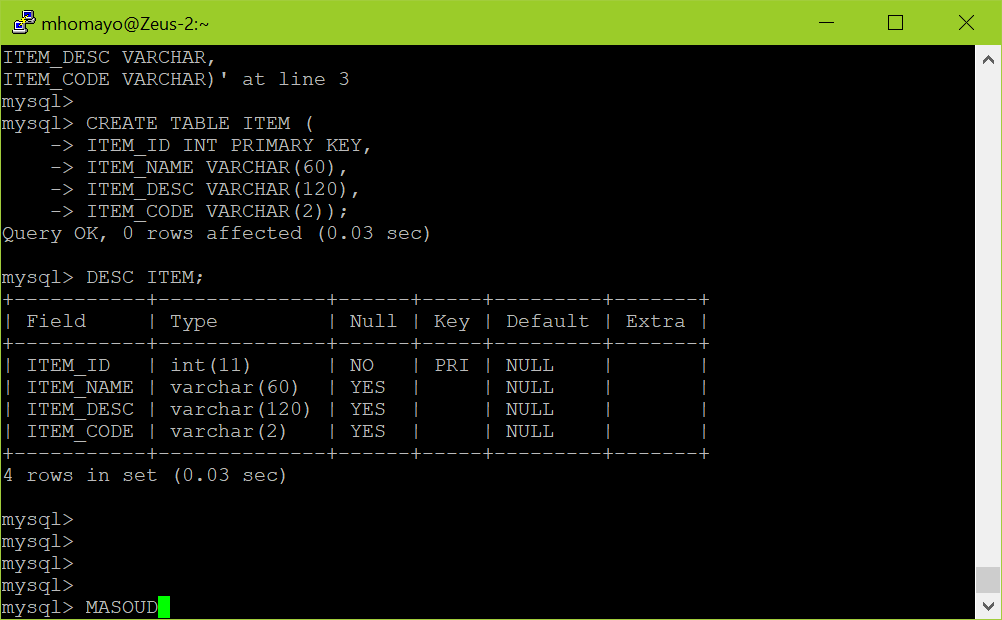 mhomayo@Zeus-2:~
ITEM_DESC VARCHAR,
ITEM_CODE VARCHAR)' at line 3
mysql>
mysql> CREATE TABLE ITEM (
    -> ITEM_ID INT PRIMARY KEY,
    -> ITEM_NAME VARCHAR(60),
    -> ITEM_DESC VARCHAR(120),
    -> ITEM_CODE VARCHAR(2));
Query OK, 0 rows affected (0.03 sec)

mysql> DESC ITEM;
+-----------+--------------+------+-----+---------+-------+
| Field     | Type         | Null | Key | Default | Extra |
+-----------+--------------+------+-----+---------+-------+
| ITEM_ID   | int(11)      | NO   | PRI | NULL    |       |
| ITEM_NAME | varchar(60)  | YES  |     | NULL    |       |
| ITEM_DESC | varchar(120) | YES  |     | NULL    |       |
| ITEM_CODE | varchar(2)   | YES  |     | NULL    |       |
+-----------+--------------+------+-----+---------+-------+
4 rows in set (0.03 sec)

mysql>
mysql>
mysql>
mysql>
mysql> MASOUD